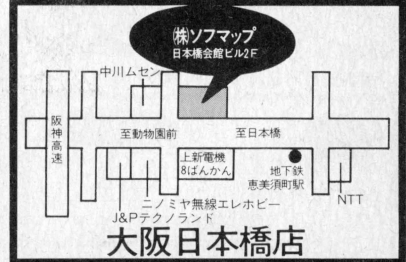 ㈱ソフマップ
日本橋会館ビル2F
中川ムセン
阪神高速
至動物園前
至日本橋
上新電機
8ばんかん
地下鉄
恵美須町駅
NTT
ニノミヤ無線エレホビー
J&Pテクノランド
大阪日本橋店